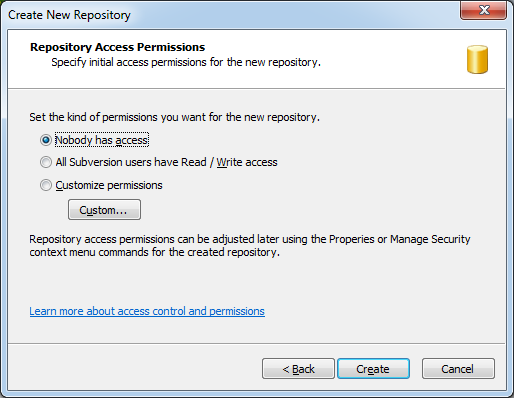 Create New Repository
Repository Access Permissions
Specify initial access permissions for the new repository.
Set the kind of permissions you want for the new repository.
Nobody has access
All Subversion users have Read / Write access
Customize permissions
Custom...
Repository access permissions can be adjusted later using the Properies or Manage Security
context menu commands for the created repository.
Learn more about access control and permissions
< Back Create Cancel